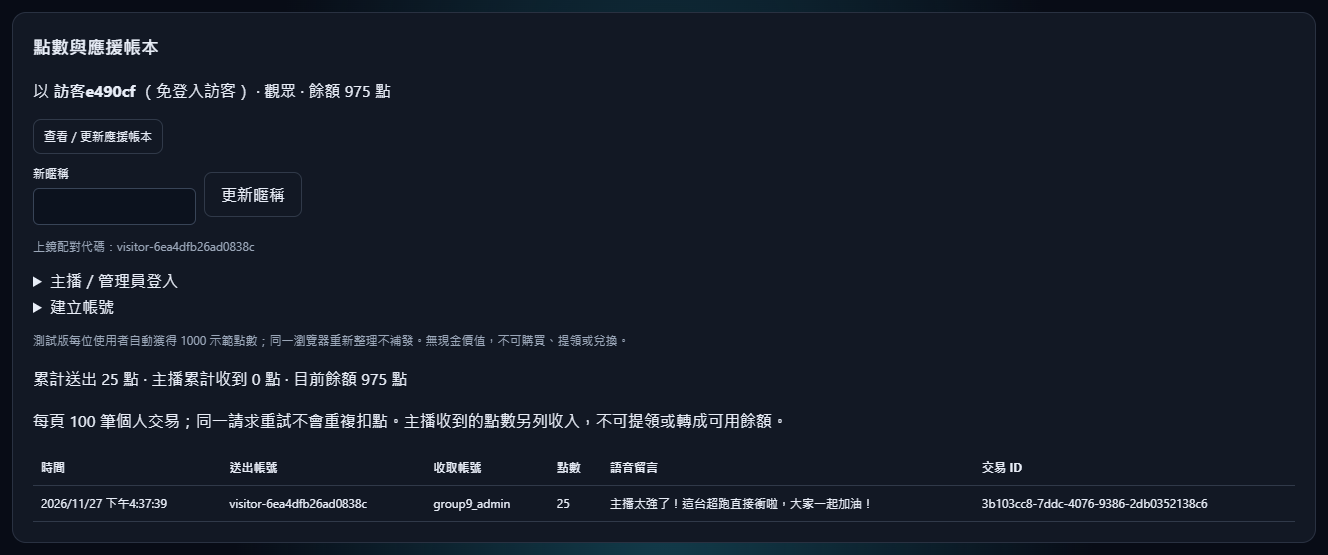 點數與應援帳本
以 訪客e490cf （免登入訪客）· 觀眾 · 餘額 975 點
查看 / 更新應援帳本
新暱稱
更新暱稱
上鏡配對代碼：visitor-6ea4dfb26ad0838c
▶ 主播 / 管理員登入
▶ 建立帳號
測試版每位使用者自動獲得 1000 示範點數；同一瀏覽器重新整理不補發。無現金價值，不可購買、提領或兌換。
累計送出 25 點 · 主播累計收到 0 點 · 目前餘額 975 點
每頁 100 筆個人交易；同一請求重試不會重複扣點。主播收到的點數另列收入，不可提領或轉成可用餘額。
時間 送出帳號 收取帳號 點數 語音留言 交易 ID
2026/11/27 下午4:37:39 visitor-6ea4dfb26ad0838c group9_admin 25 主播太強了！這台超跑直接衝啦，大家一起加油！ 3b103cc8-7ddc-4076-9386-2db0352138c6